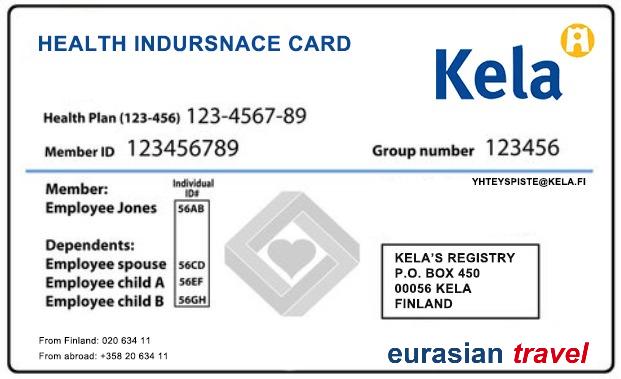 HEALTH INDURSNACE CARD
Kela
Health Plan (123-456) 123-4567-89
Member ID 123456789
Group number 123456
YHTEYSPISTE@KELA.FI
Member:
Individual
ID#
Employee Jones 56AB
Dependents:
Employee spouse 56CD
Employee child A 56EF
Employee child B 56GH
KELA'S REGISTRY
P.O. BOX 450
00056 KELA
FINLAND
From Finland: 020 634 11
From abroad: +358 20 634 11
eurasian travel